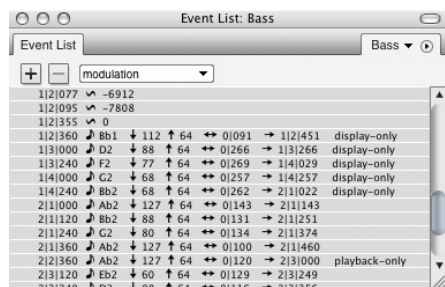 Event List: Bass
Event List Bass
modulation
1|2|077 -6912
1|2|095 -7808
1|2|355 0
1|2|360 Bb1 112 64 0|091 1|2|451 display-only
1|3|000 D2 88 64 0|266 1|3|266 display-only
1|3|240 F2 77 64 0|269 1|4|029 display-only
1|4|000 G2 68 64 0|257 1|4|257 display-only
1|4|240 Bb2 68 64 0|262 2|1|022 display-only
2|1|000 Ab2 127 64 0|143 2|1|143
2|1|120 Bb2 88 64 0|131 2|1|251
2|1|240 G2 80 64 0|134 2|1|374
2|1|360 Ab2 127 64 0|100 2|1|460
2|2|360 Ab2 127 64 0|120 2|3|000 playback-only
2|3|120 Eb2 60 64 0|129 2|3|249